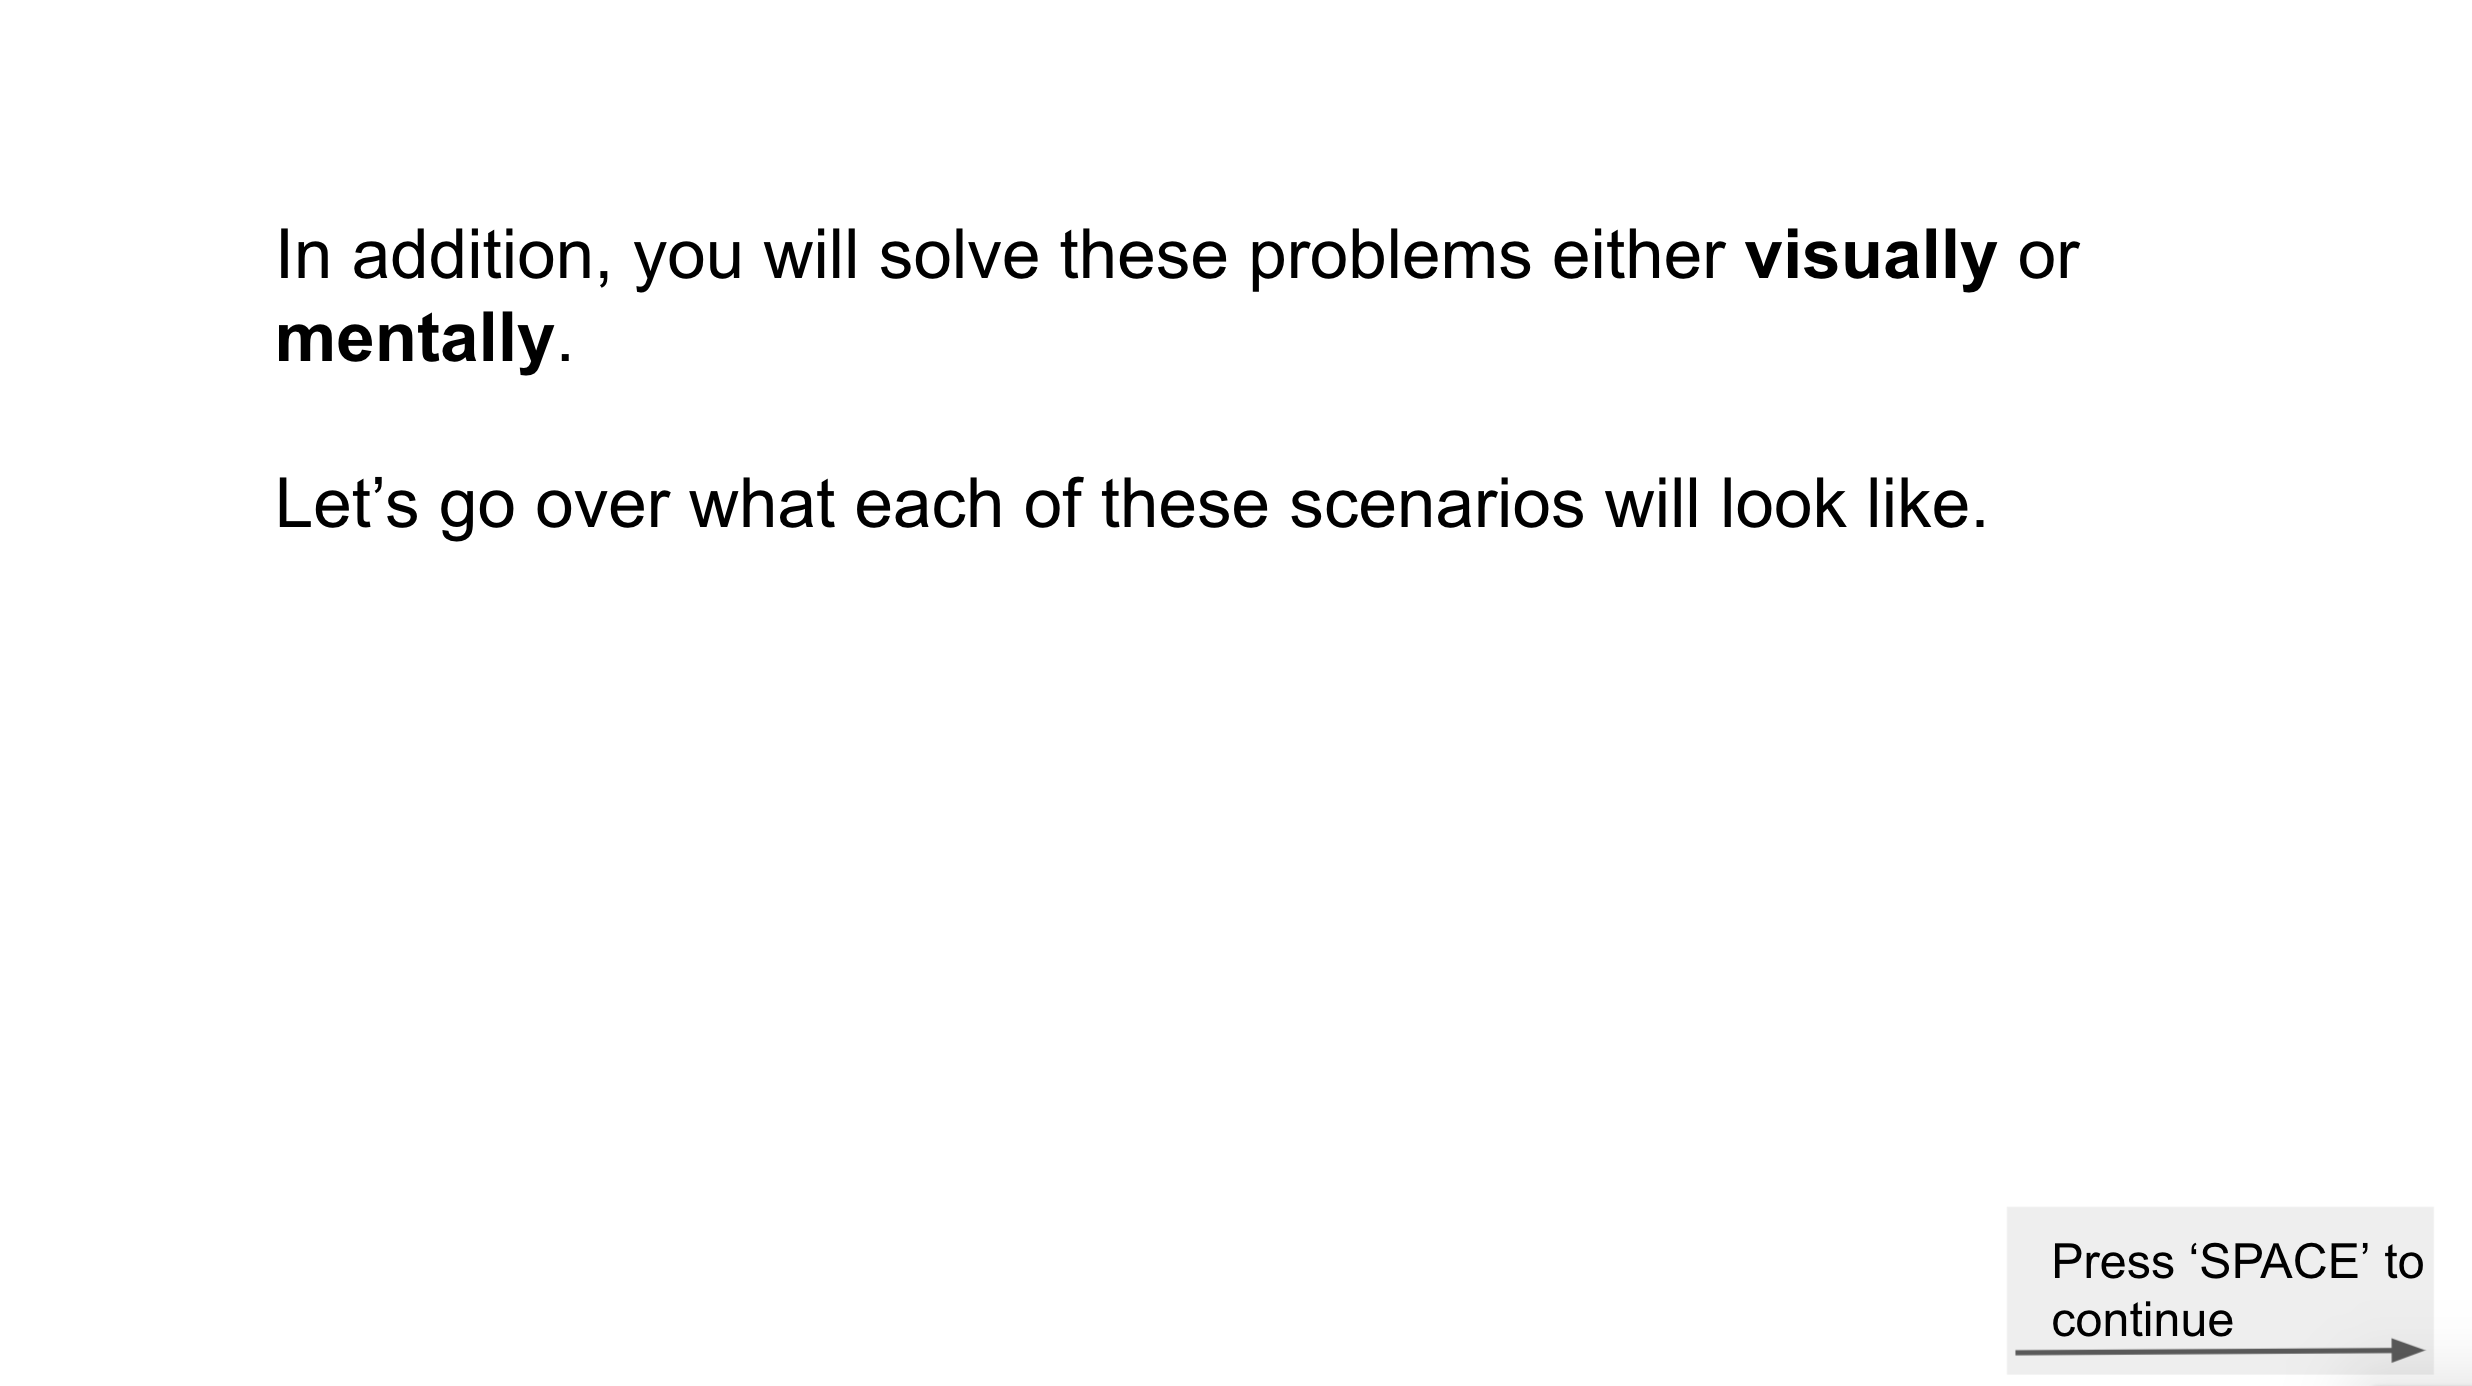 In addition, you will solve these problems either visually or
mentally.
Let’s go over what each of these scenarios will look like.
Press ‘SPACE’ to
continue